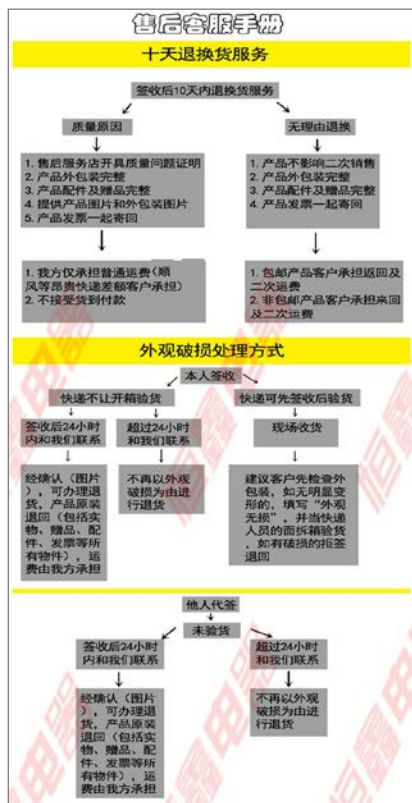 售后客服手册
十天退换货服务
签收后10天内退换货服务
质量原因
无理由退换
1. 售后服务店开具质量问题证明
2. 产品外包装完整
3. 产品配件及赠品完整
4. 提供产品图片和外包装图片
5. 产品发票一起寄回
1. 产品不影响二次销售
2. 产品外包装完整
3. 产品配件及赠品完整
4. 产品发票一起寄回
1. 我方仅承担普通运费(顺
风等昂贵快递差额客户承担)
2. 不接受货到付款
1. 包邮产品客户承担返回及
二次运费
2. 非包邮产品客户承担来回
及二次运费
外观破损处理方式
本人签收
快递不让开箱验货
快递可先签收后验货
签收后24小时
内和我们联系
超过24小时
和我们联系
现场收货
经确认（图片
），可办理退
货，产品原装
退回（包括实
物、赠品、配
件、发票等所
有物件），运
费由我方承担
不再以外观
破损为由进
行退货
建议客户先检查外
包装，如无明显变
形的，填写“外观
无损”，并当快递
人员的面拆箱验货
，如有破损的拒签
退回
他人代签
未验货
签收后24小时
内和我们联系
超过24小时
和我们联系
经确认（图片
），可办理退
货，产品原装
退回（包括实
物、赠品、配
件、发票等所
有物件），运
费由我方承担
不再以外观
破损为由进
行退货
恒鑫电器